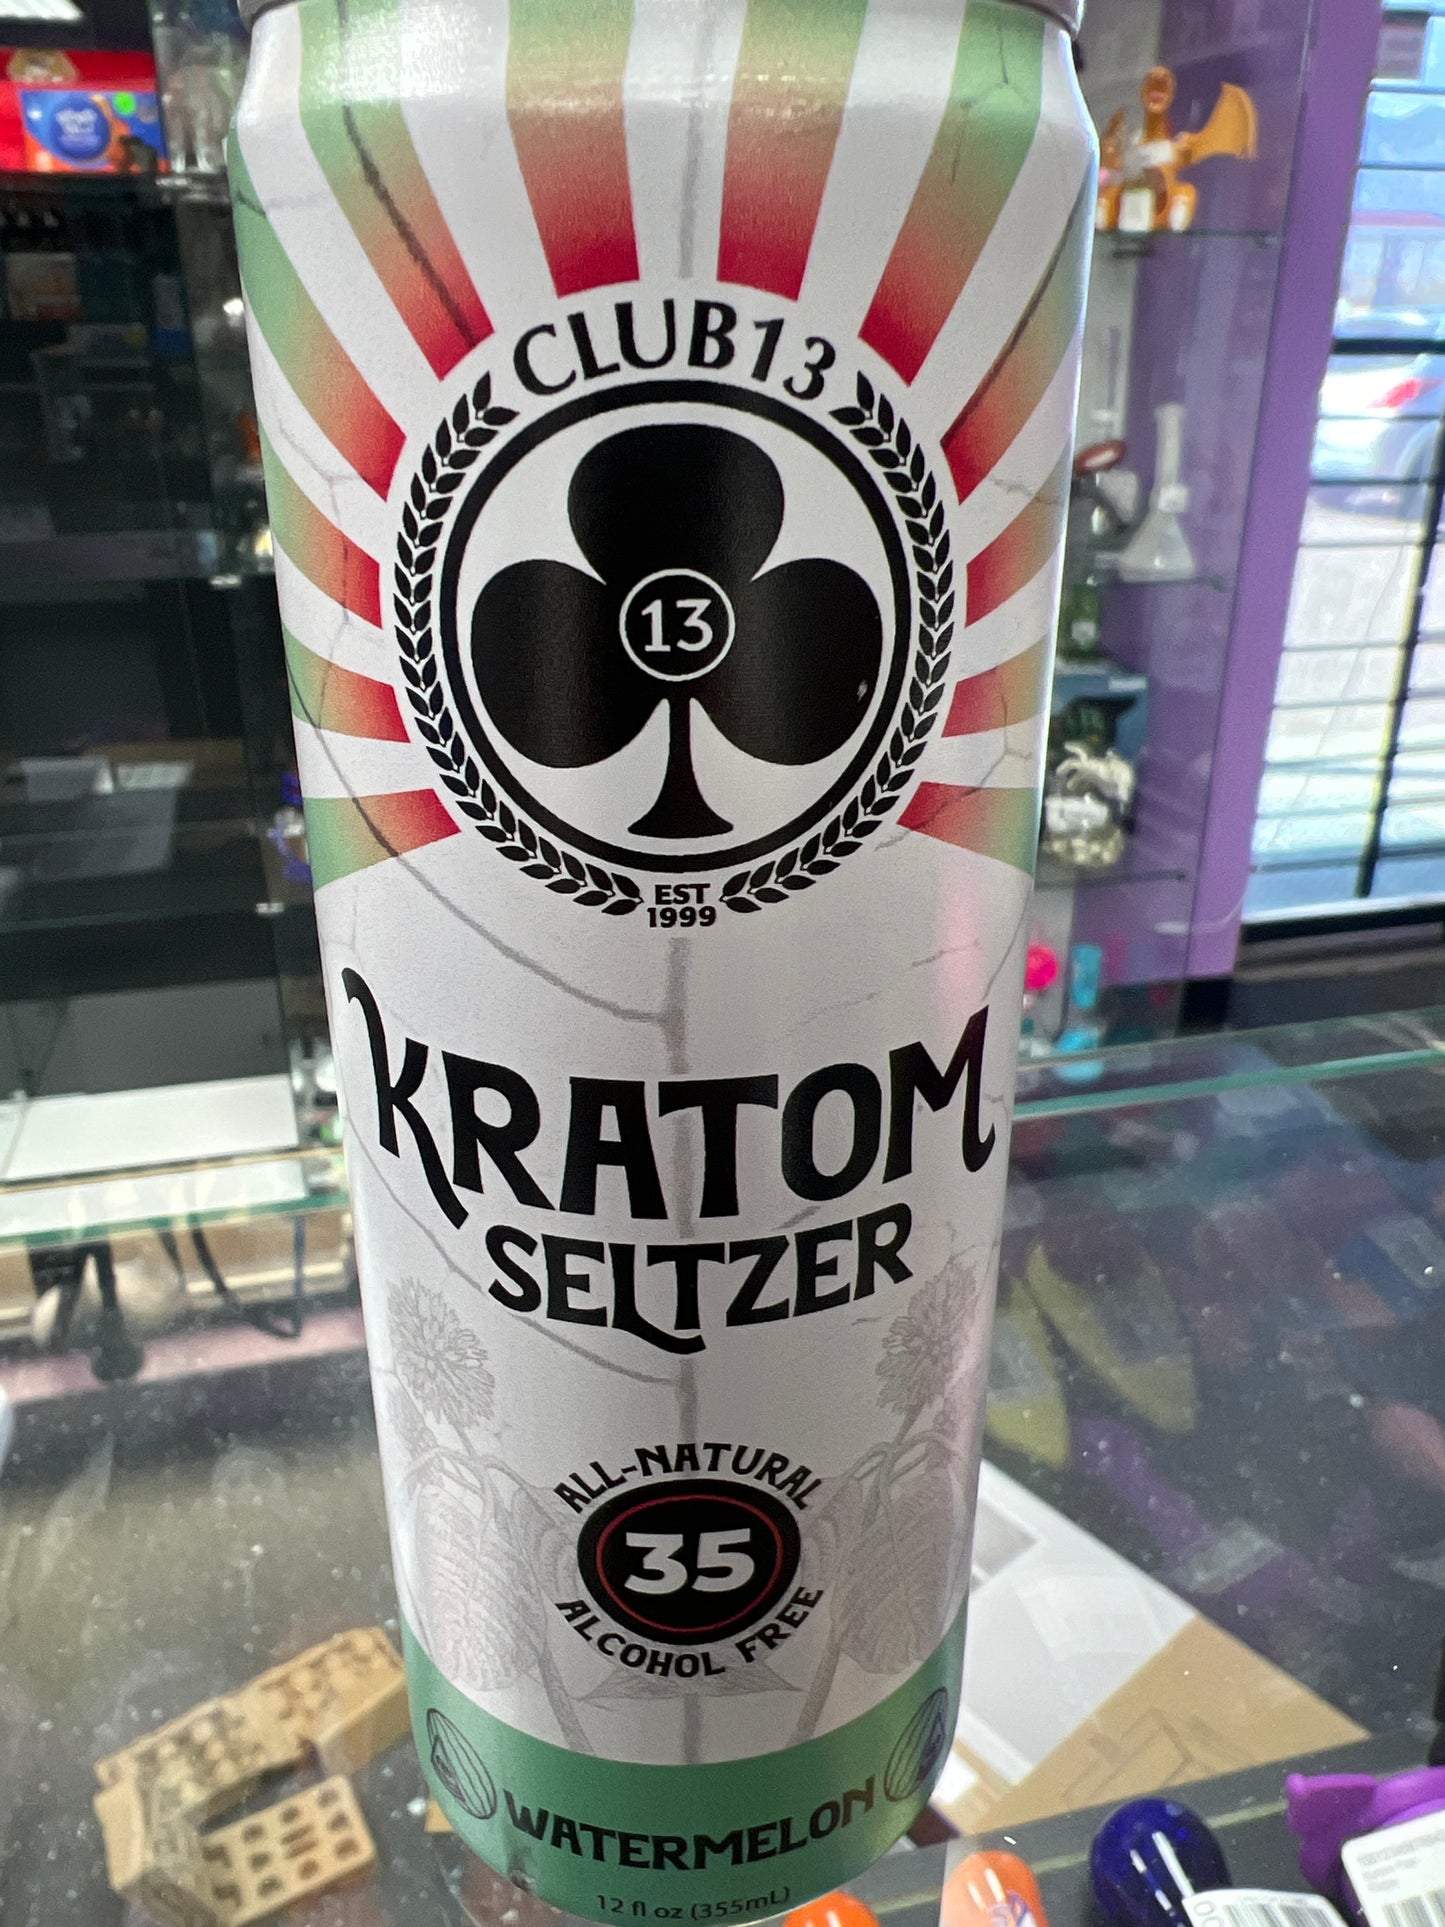 CLUB13
13
EST
1999
KRATOM
SELTZER
ALL-NATURAL
35
ALCOHOL FREE
WATERMELON
12 fl oz (355mL)